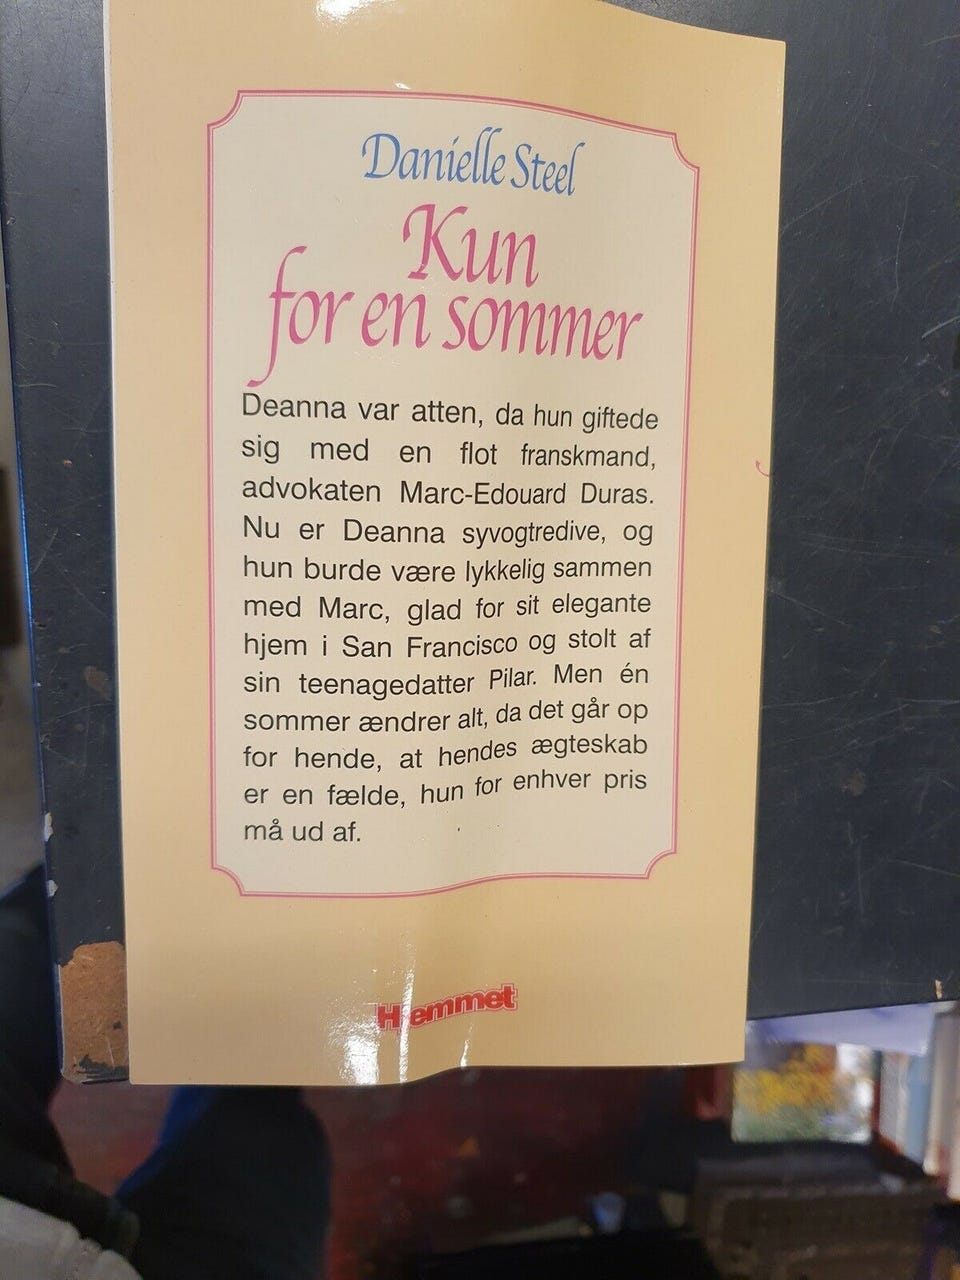 Danielle Steel
Kun
for en sommer
Deanna var atten, da hun giftede
sig med en flot franskmand,
advokaten Marc-Edouard Duras.
Nu er Deanna syvogtredive, og
hun burde være lykkelig sammen
med Marc, glad for sit elegante
hjem i San Francisco og stolt af
sin teenagedatter Pilar. Men én
sommer ændrer alt, da det går op
for hende, at hendes ægteskab
er en fælde, hun for enhver pris
må ud af.
Hjemmet